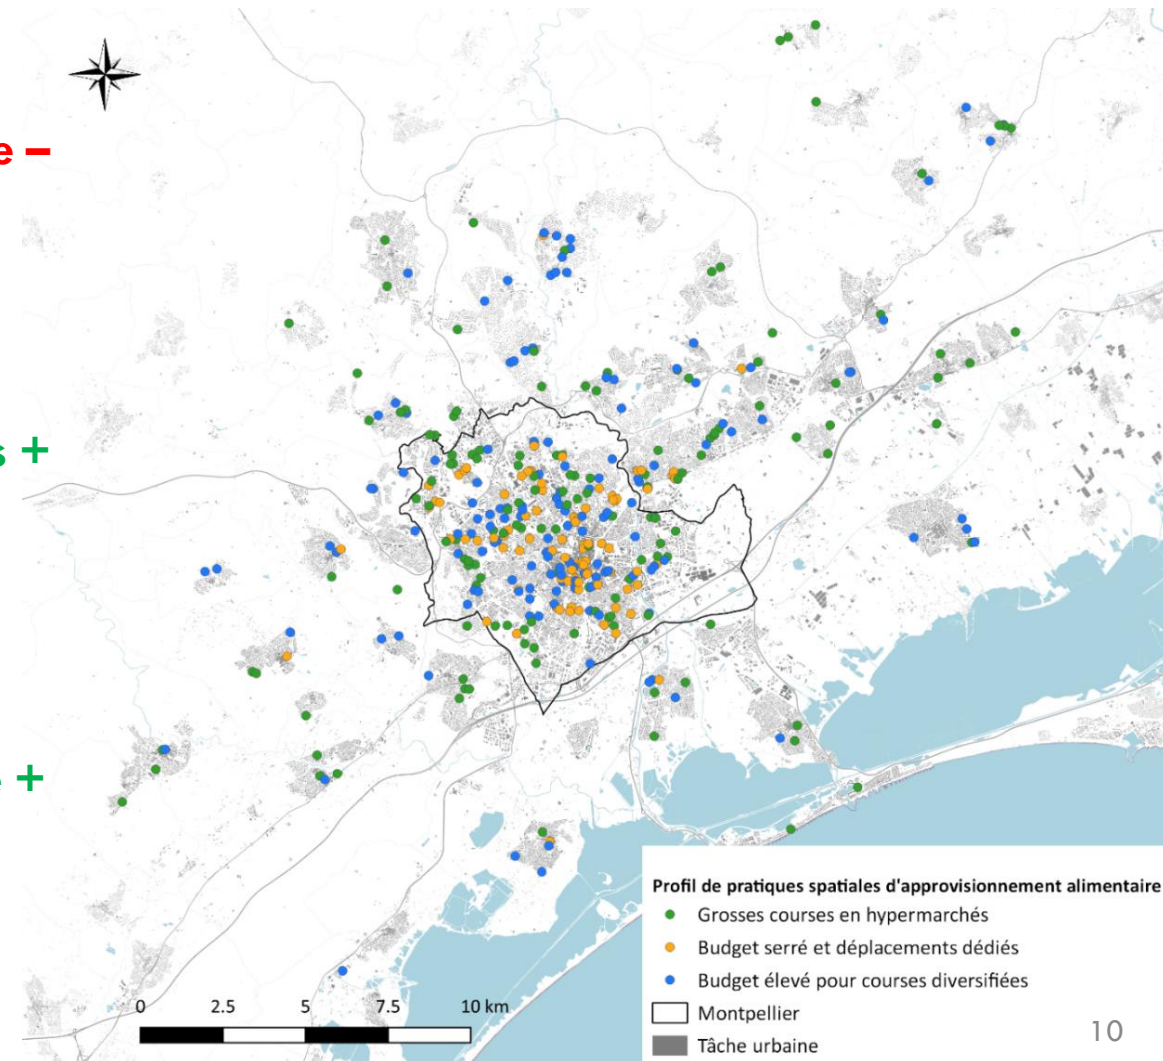 e –
s +
e +
0 2.5 5 7.5 10 km
Profil de pratiques spatiales d'approvisionnement alimentaire
Grosses courses en hypermarchés
Budget serré et déplacements dédiés
Budget élevé pour courses diversifiées
Montpellier
Tâche urbaine
10